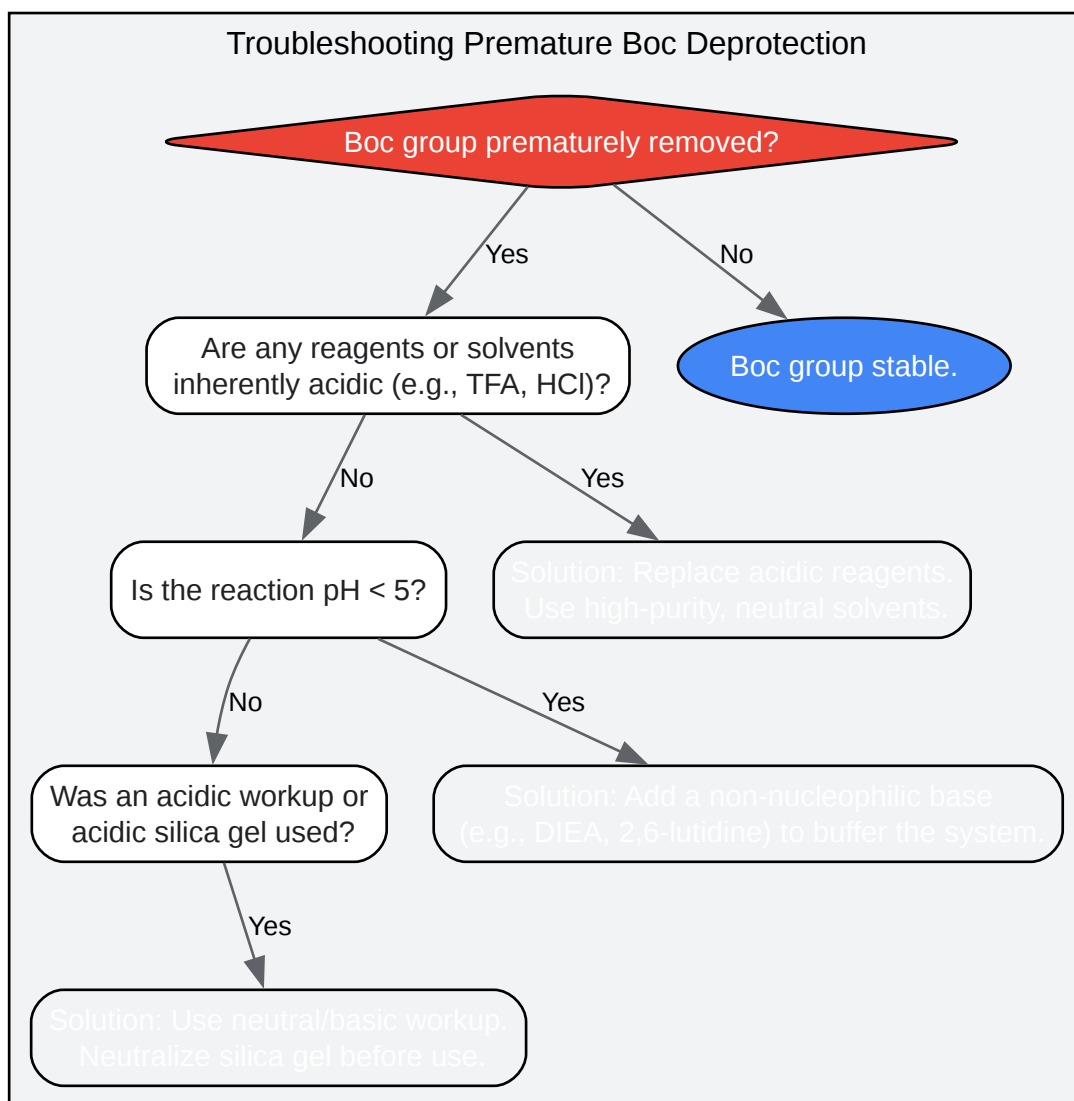 Troubleshooting Premature Boc Deprotection
Boc group prematurely removed?
Yes
No
Are any reagents or solvents
inherently acidic (e.g., TFA, HCl)?
Boc group stable.
No
Yes
Is the reaction pH < 5?
Solution: Replace acidic reagents.
Use high-purity, neutral solvents.
No
Yes
Was an acidic workup or
acidic silica gel used?
Solution: Add a non-nucleophilic base
(e.g., DIEA, 2,6-lutidine) to buffer the system.
Yes
Solution: Use neutral/basic workup.
Neutralize silica gel before use.